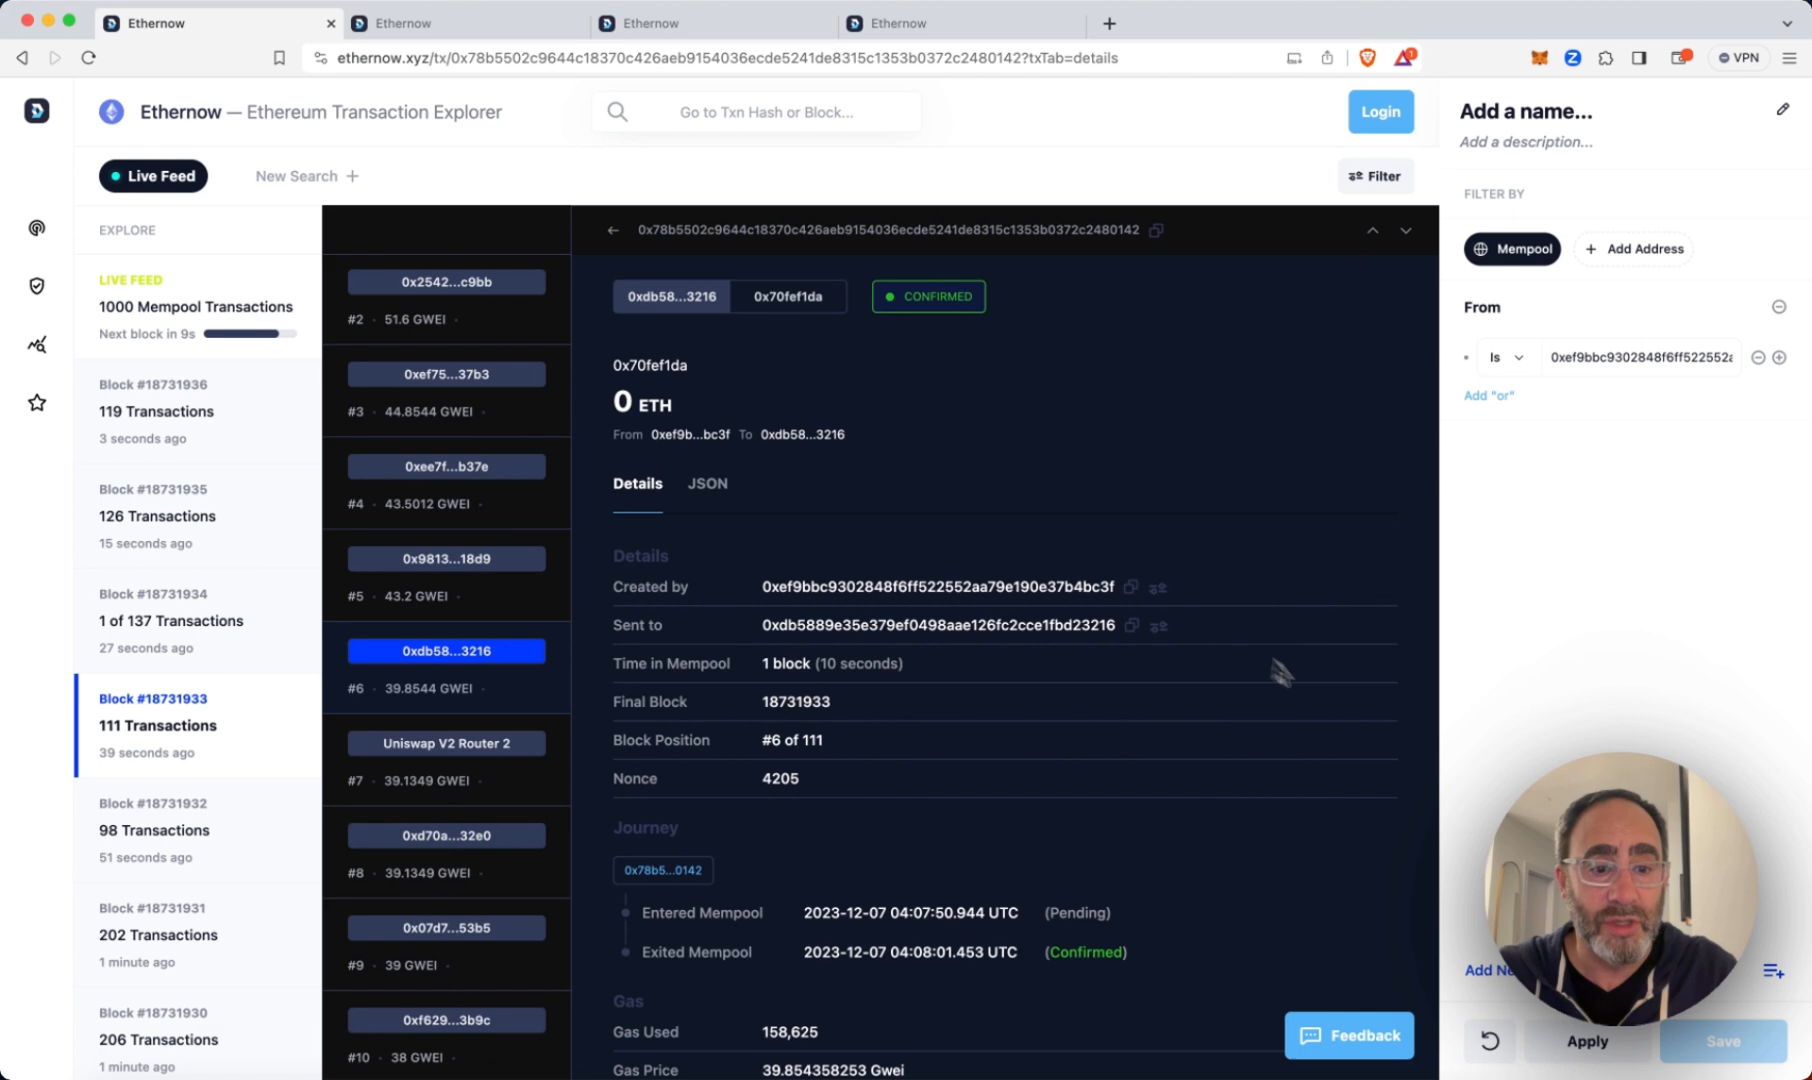 Ethernow
Ethernow
Ethernow
Ethernow
ethernow.xyz/tx/0x78b5502c9644c18370c426aeb9154036ecde5241de8315c1353b0372c2480142?txTab=details
1
VPN
Ethernow — Ethereum Transaction Explorer
Go to Txn Hash or Block...
Login
Live Feed
New Search
Filter
EXPLORE
LIVE FEED
1000 Mempool Transactions
Next block in 9s
Block #18731936
119 Transactions
3 seconds ago
Block #18731935
126 Transactions
15 seconds ago
Block #18731934
1 of 137 Transactions
27 seconds ago
Block #18731933
111 Transactions
39 seconds ago
Block #18731932
98 Transactions
51 seconds ago
Block #18731931
202 Transactions
1 minute ago
Block #18731930
206 Transactions
1 minute ago
0x2542...c9bb
#2 · 51.6 GWEI ·
0xef75...37b3
#3 · 44.8544 GWEI ·
0xee7f...b37e
#4 · 43.5012 GWEI ·
0x9813...18d9
#5 · 43.2 GWEI ·
0xdb58...3216
#6 · 39.8544 GWEI ·
Uniswap V2 Router 2
#7 · 39.1349 GWEI ·
0xd70a...32e0
#8 · 39.1349 GWEI ·
0x07d7...53b5
#9 · 39 GWEI ·
0xf629...3b9c
#10 · 38 GWEI ·
0x78b5502c9644c18370c426aeb9154036ecde5241de8315c1353b0372c2480142
0xdb58...3216
0x70fef1da
CONFIRMED
0x70fef1da
0 ETH
From 0xef9b...bc3f To 0xdb58...3216
Details JSON
Details
Created by 0xef9bbc9302848f6ff522552aa79e190e37b4bc3f
Sent to 0xdb5889e35e379ef0498aae126fc2cce1fbd23216
Time in Mempool 1 block (10 seconds)
Final Block 18731933
Block Position #6 of 111
Nonce 4205
Journey
0x78b5...0142
Entered Mempool 2023-12-07 04:07:50.944 UTC (Pending)
Exited Mempool 2023-12-07 04:08:01.453 UTC (Confirmed)
Gas
Gas Used 158,625
Gas Price 39.854358253 Gwei
Feedback
Add a name...
Add a description...
FILTER BY
Mempool
Add Address
From
Is
0xef9bbc9302848f6ff522552a
Add "or"
Add
Apply
Save